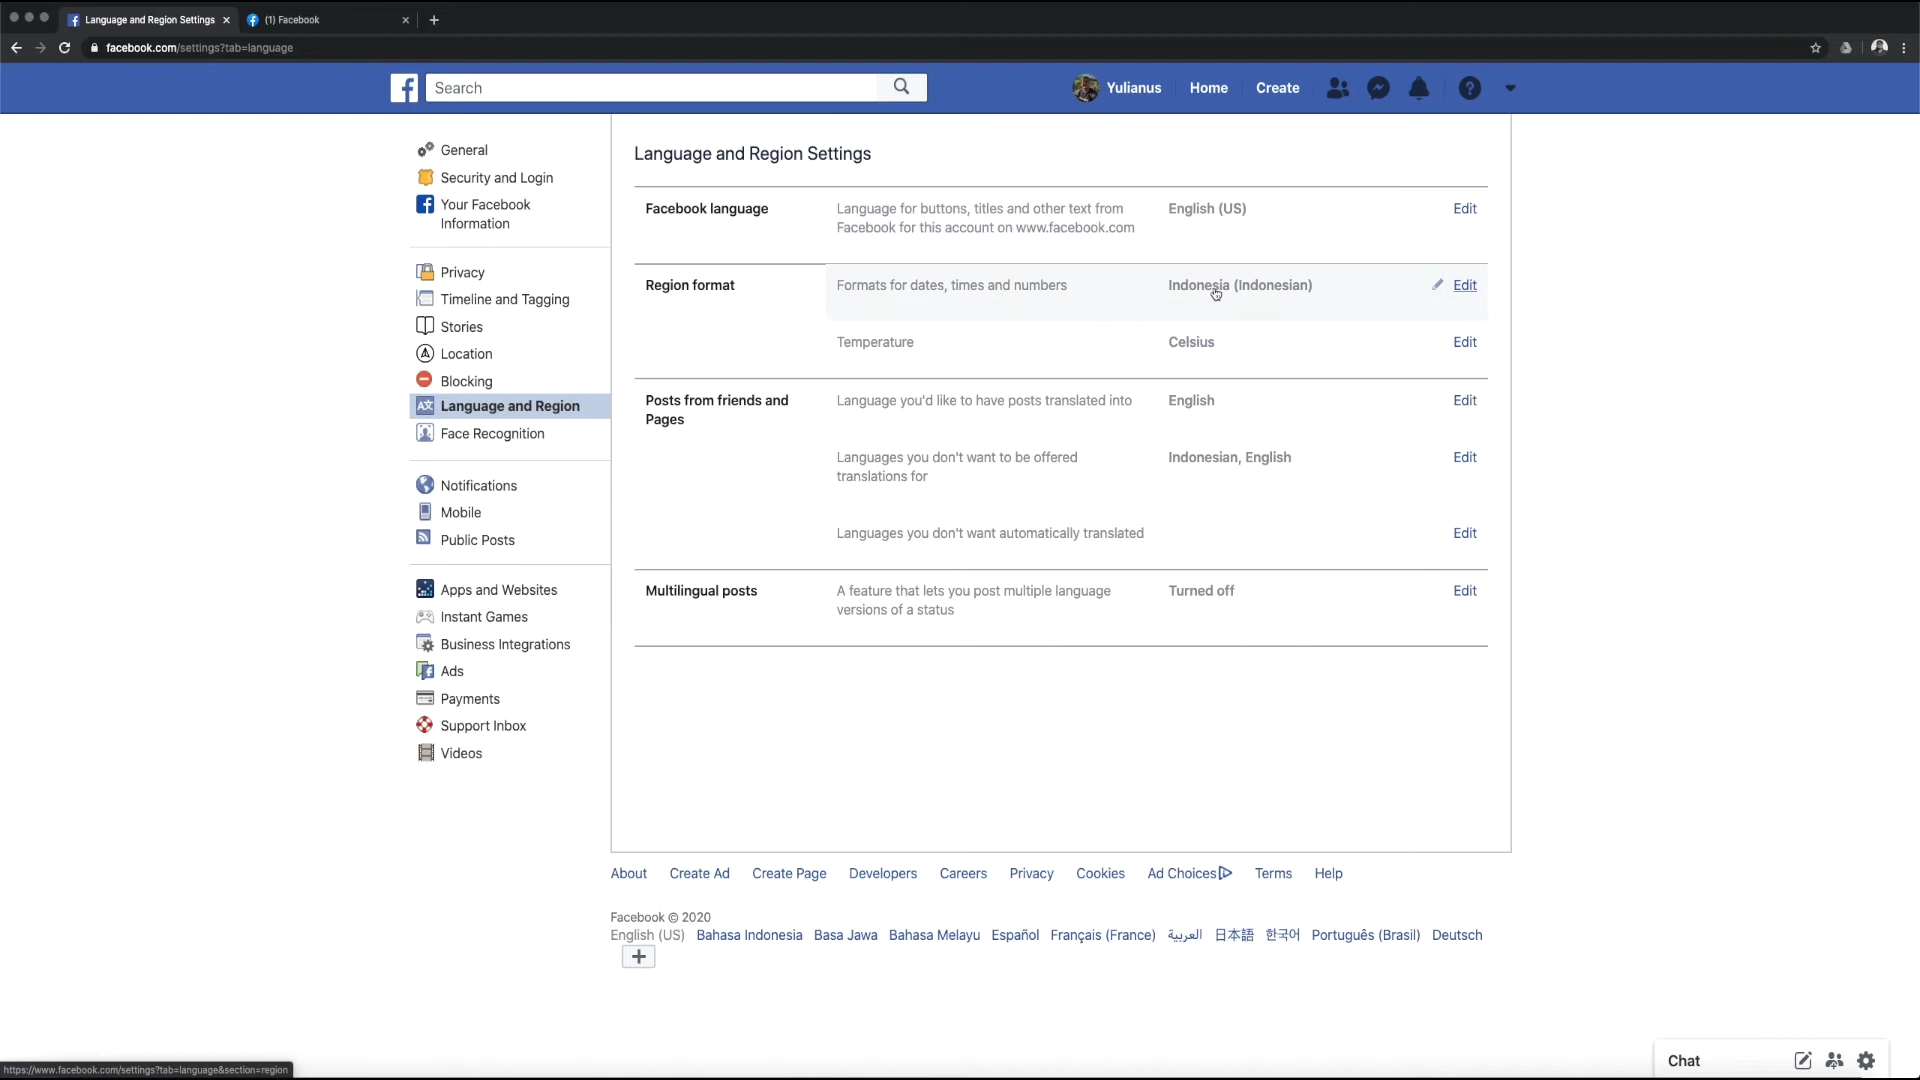 Language and Region Settings
(1) Facebook
facebook.com/settings?tab=language
Search
Yulianus
Home
Create
General
Security and Login
Your Facebook
Information
Privacy
Timeline and Tagging
Stories
Location
Blocking
Language and Region
Face Recognition
Notifications
Mobile
Public Posts
Apps and Websites
Instant Games
Business Integrations
Ads
Payments
Support Inbox
Videos
Language and Region Settings
Facebook language
Language for buttons, titles and other text from
Facebook for this account on www.facebook.com
English (US)
Edit
Region format
Formats for dates, times and numbers
Indonesia (Indonesian)
Edit
Temperature
Celsius
Edit
Posts from friends and
Pages
Language you'd like to have posts translated into
English
Edit
Languages you don't want to be offered
translations for
Indonesian, English
Edit
Languages you don't want automatically translated
Edit
Multilingual posts
A feature that lets you post multiple language
versions of a status
Turned off
Edit
About Create Ad Create Page Developers Careers Privacy Cookies Ad Choices Terms Help
Facebook © 2020
English (US) Bahasa Indonesia Basa Jawa Bahasa Melayu Español Français (France) العربية 日本語 한국어 Português (Brasil) Deutsch
Chat
https://www.facebook.com/settings?tab=language&section=region